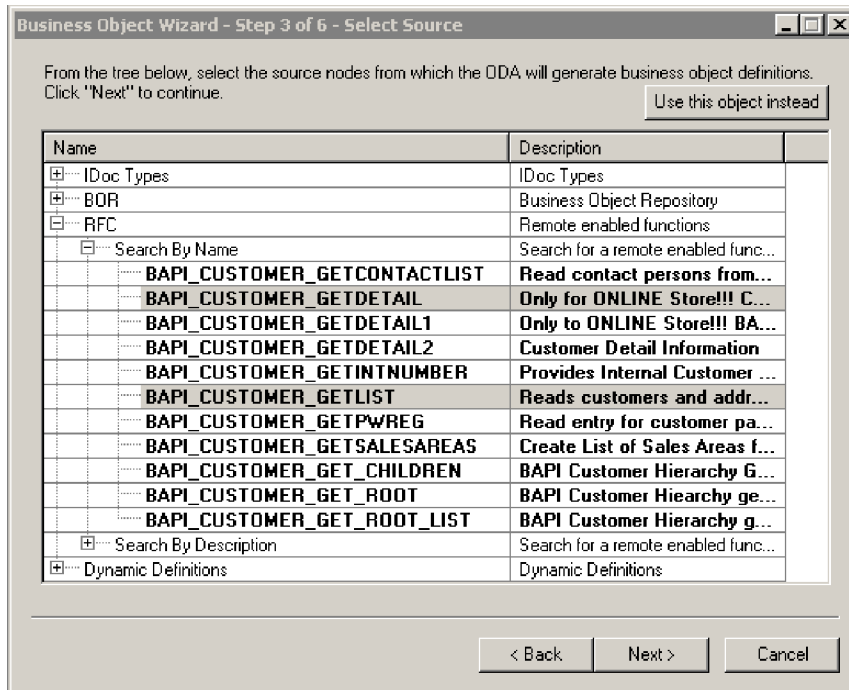 Business Object Wizard - Step 3 of 6 - Select Source
From the tree below, select the source nodes from which the ODA will generate business object definitions.
Click "Next" to continue.
Use this object instead
Name Description
IDoc Types IDoc Types
BOR Business Object Repository
RFC Remote enabled functions
Search By Name Search for a remote enabled func...
BAPI_CUSTOMER_GETCONTACTLIST Read contact persons from...
BAPI_CUSTOMER_GETDETAIL Only for ONLINE Store!!! C...
BAPI_CUSTOMER_GETDETAIL1 Only to ONLINE Store!!! BA...
BAPI_CUSTOMER_GETDETAIL2 Customer Detail Information
BAPI_CUSTOMER_GETINTNUMBER Provides Internal Customer ...
BAPI_CUSTOMER_GETLIST Reads customers and addr...
BAPI_CUSTOMER_GETPWREG Read entry for customer pa...
BAPI_CUSTOMER_GETSALESAREAS Create List of Sales Areas f...
BAPI_CUSTOMER_GET_CHILDREN BAPI Customer Hierarchy G...
BAPI_CUSTOMER_GET_ROOT BAPI Customer Hiearchy ge...
BAPI_CUSTOMER_GET_ROOT_LIST BAPI Customer Hierarchy g...
Search By Description Search for a remote enabled func...
Dynamic Definitions Dynamic Definitions
< Back Next > Cancel